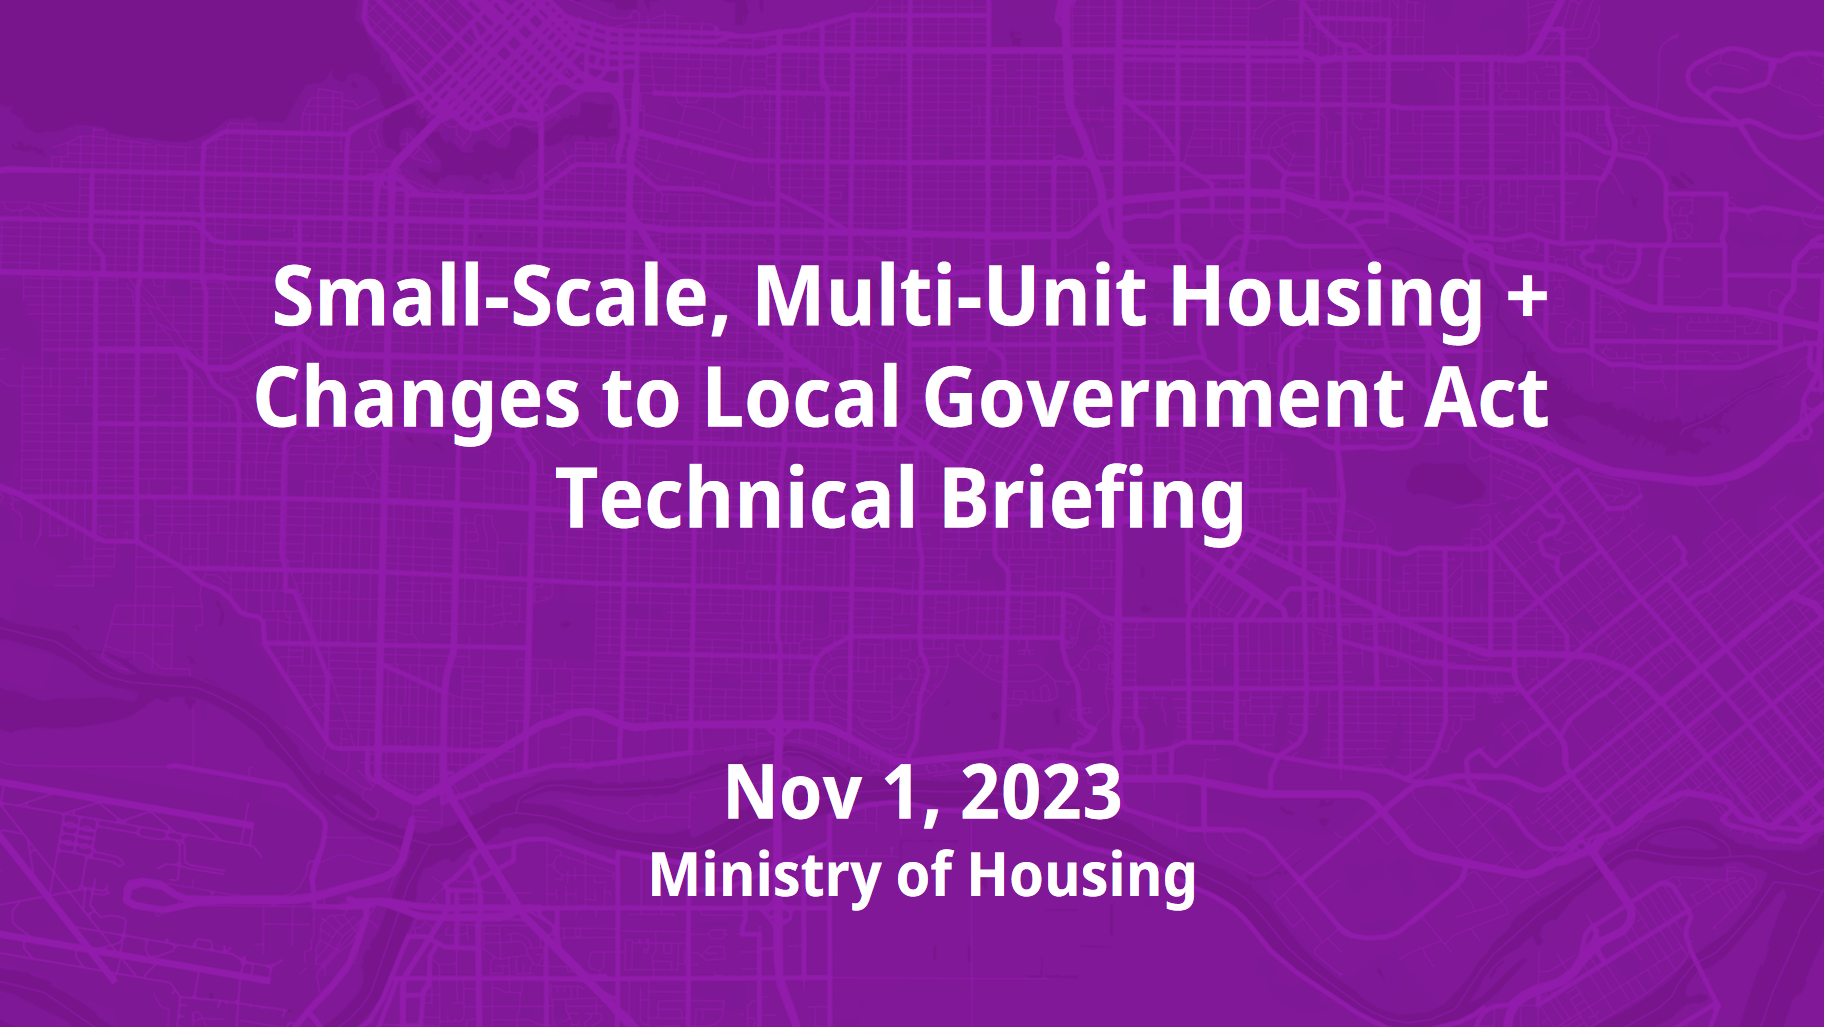 Small-Scale, Multi-Unit Housing +
Changes to Local Government Act
Technical Briefing
Nov 1, 2023
Ministry of Housing